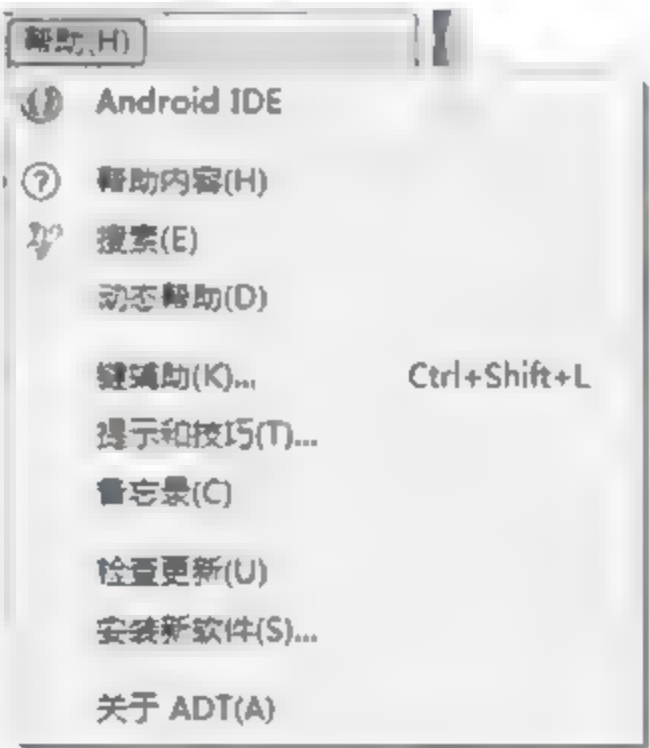 帮助(H)
Android IDE
帮助内容(H)
搜索(E)
动态帮助(D)
键辅助(K)... Ctrl+Shift+L
提示和技巧(T)...
备忘录(C)
检查更新(U)
安装新软件(S)...
关于 ADT(A)